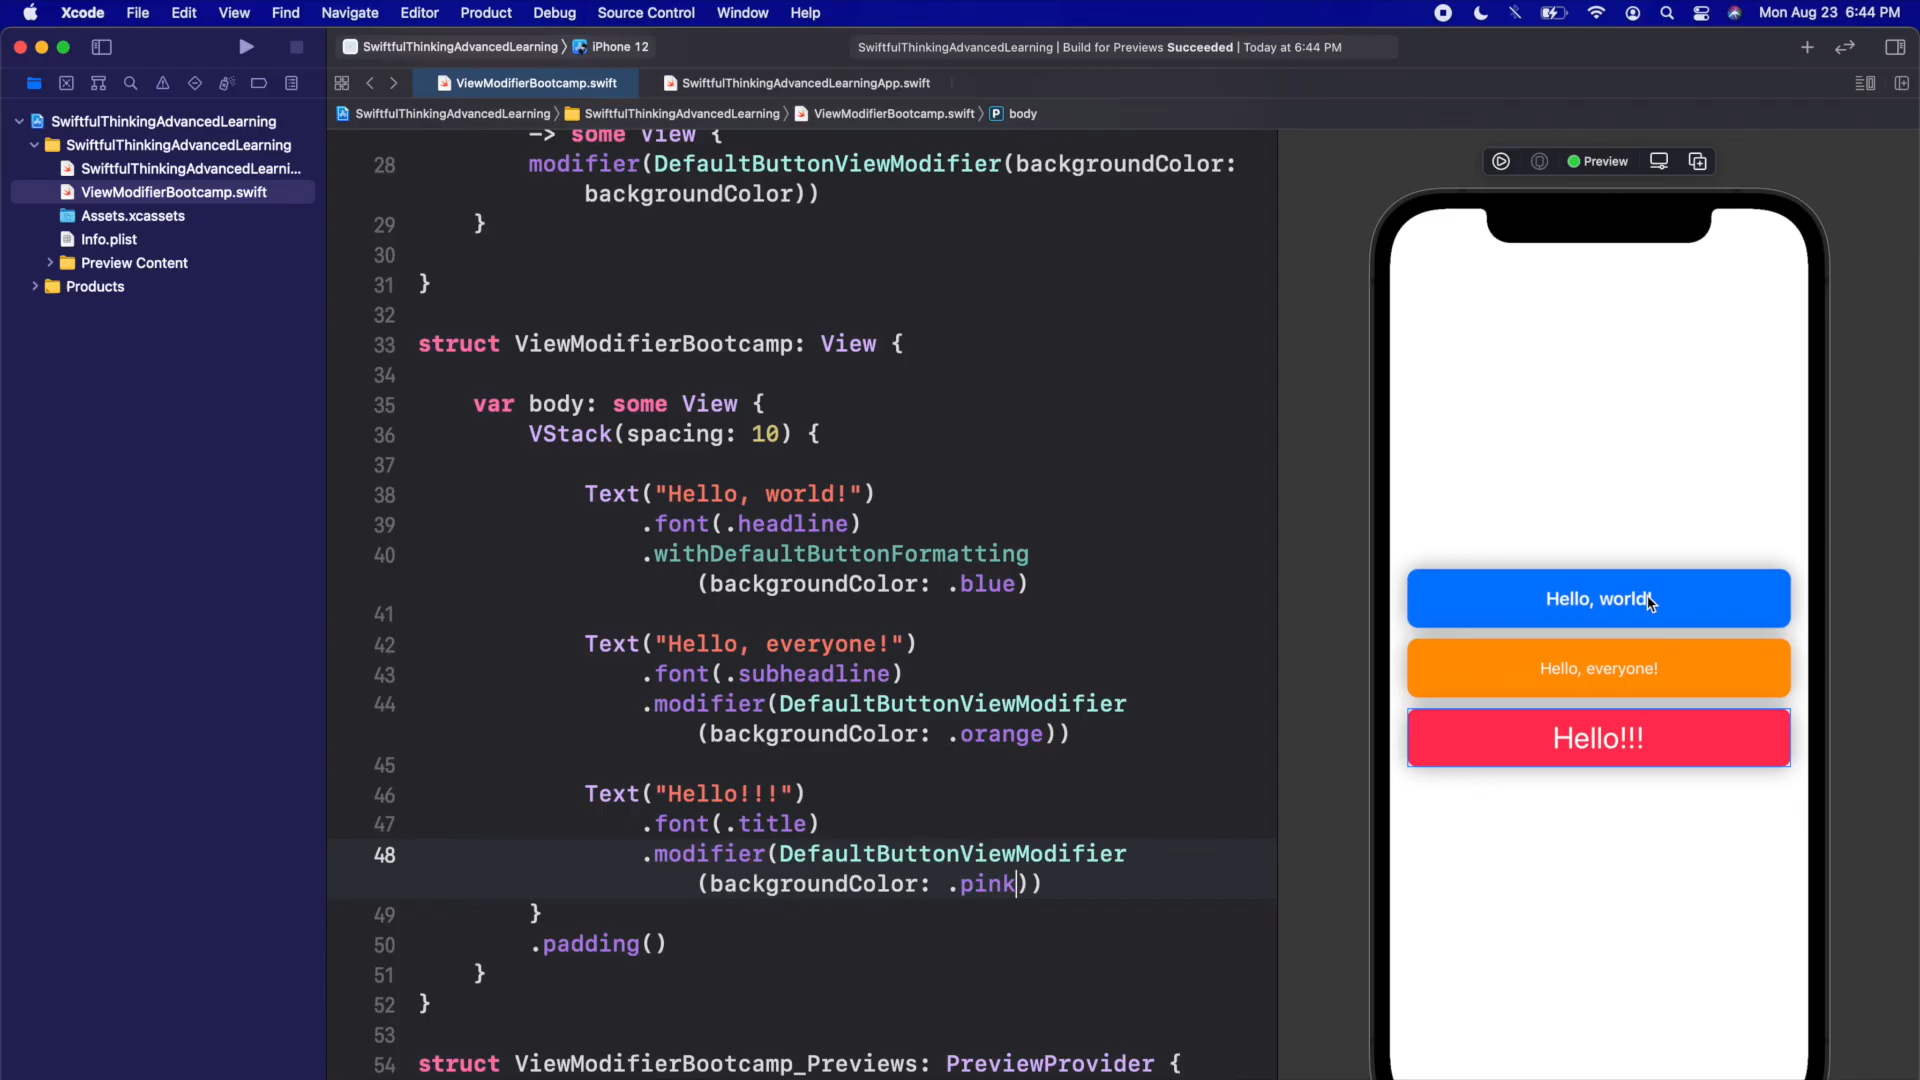 Xcode File Edit View Find Navigate Editor Product Debug Source Control Window Help Mon Aug 23 6:44 PM
SwiftfulThinkingAdvancedLearning iPhone 12 SwiftfulThinkingAdvancedLearning | Build for Previews Succeeded | Today at 6:44 PM
ViewModifierBootcamp.swift SwiftfulThinkingAdvancedLearningApp.swift
SwiftfulThinkingAdvancedLearning SwiftfulThinkingAdvancedLearning ViewModifierBootcamp.swift P body
SwiftfulThinkingAdvancedLearning
SwiftfulThinkingAdvancedLearning
SwiftfulThinkingAdvancedLearni...
ViewModifierBootcamp.swift
Assets.xcassets
Info.plist
Preview Content
Products
-> some View {
28 modifier(DefaultButtonViewModifier(backgroundColor:
backgroundColor))
29 }
30
31 }
32
33 struct ViewModifierBootcamp: View {
34
35 var body: some View {
36 VStack(spacing: 10) {
37
38 Text("Hello, world!")
39 .font(.headline)
40 .withDefaultButtonFormatting
(backgroundColor: .blue)
41
42 Text("Hello, everyone!")
43 .font(.subheadline)
44 .modifier(DefaultButtonViewModifier
(backgroundColor: .orange))
45
46 Text("Hello!!!")
47 .font(.title)
48 .modifier(DefaultButtonViewModifier
(backgroundColor: .pink))
49 }
50 .padding()
51 }
52 }
53
54 struct ViewModifierBootcamp_Previews: PreviewProvider {
Preview
Hello, world!
Hello, everyone!
Hello!!!